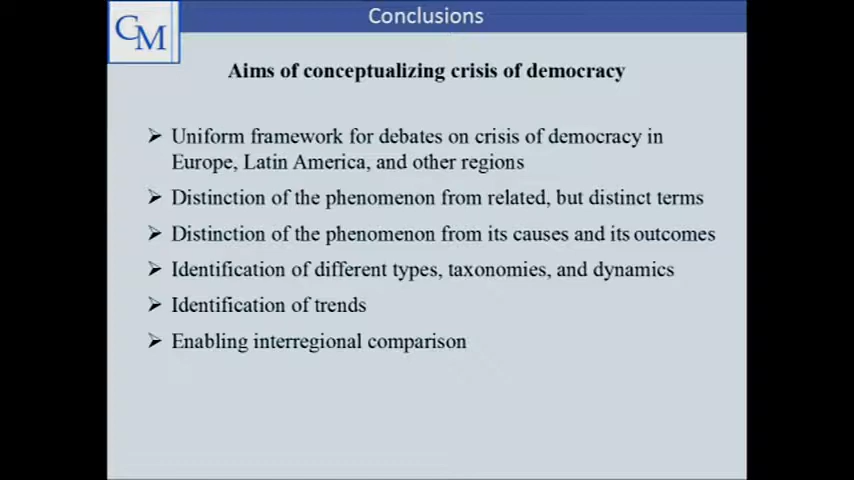 CM
Conclusions
Aims of conceptualizing crisis of democracy
➢ Uniform framework for debates on crisis of democracy in
Europe, Latin America, and other regions
➢ Distinction of the phenomenon from related, but distinct terms
➢ Distinction of the phenomenon from its causes and its outcomes
➢ Identification of different types, taxonomies, and dynamics
➢ Identification of trends
➢ Enabling interregional comparison